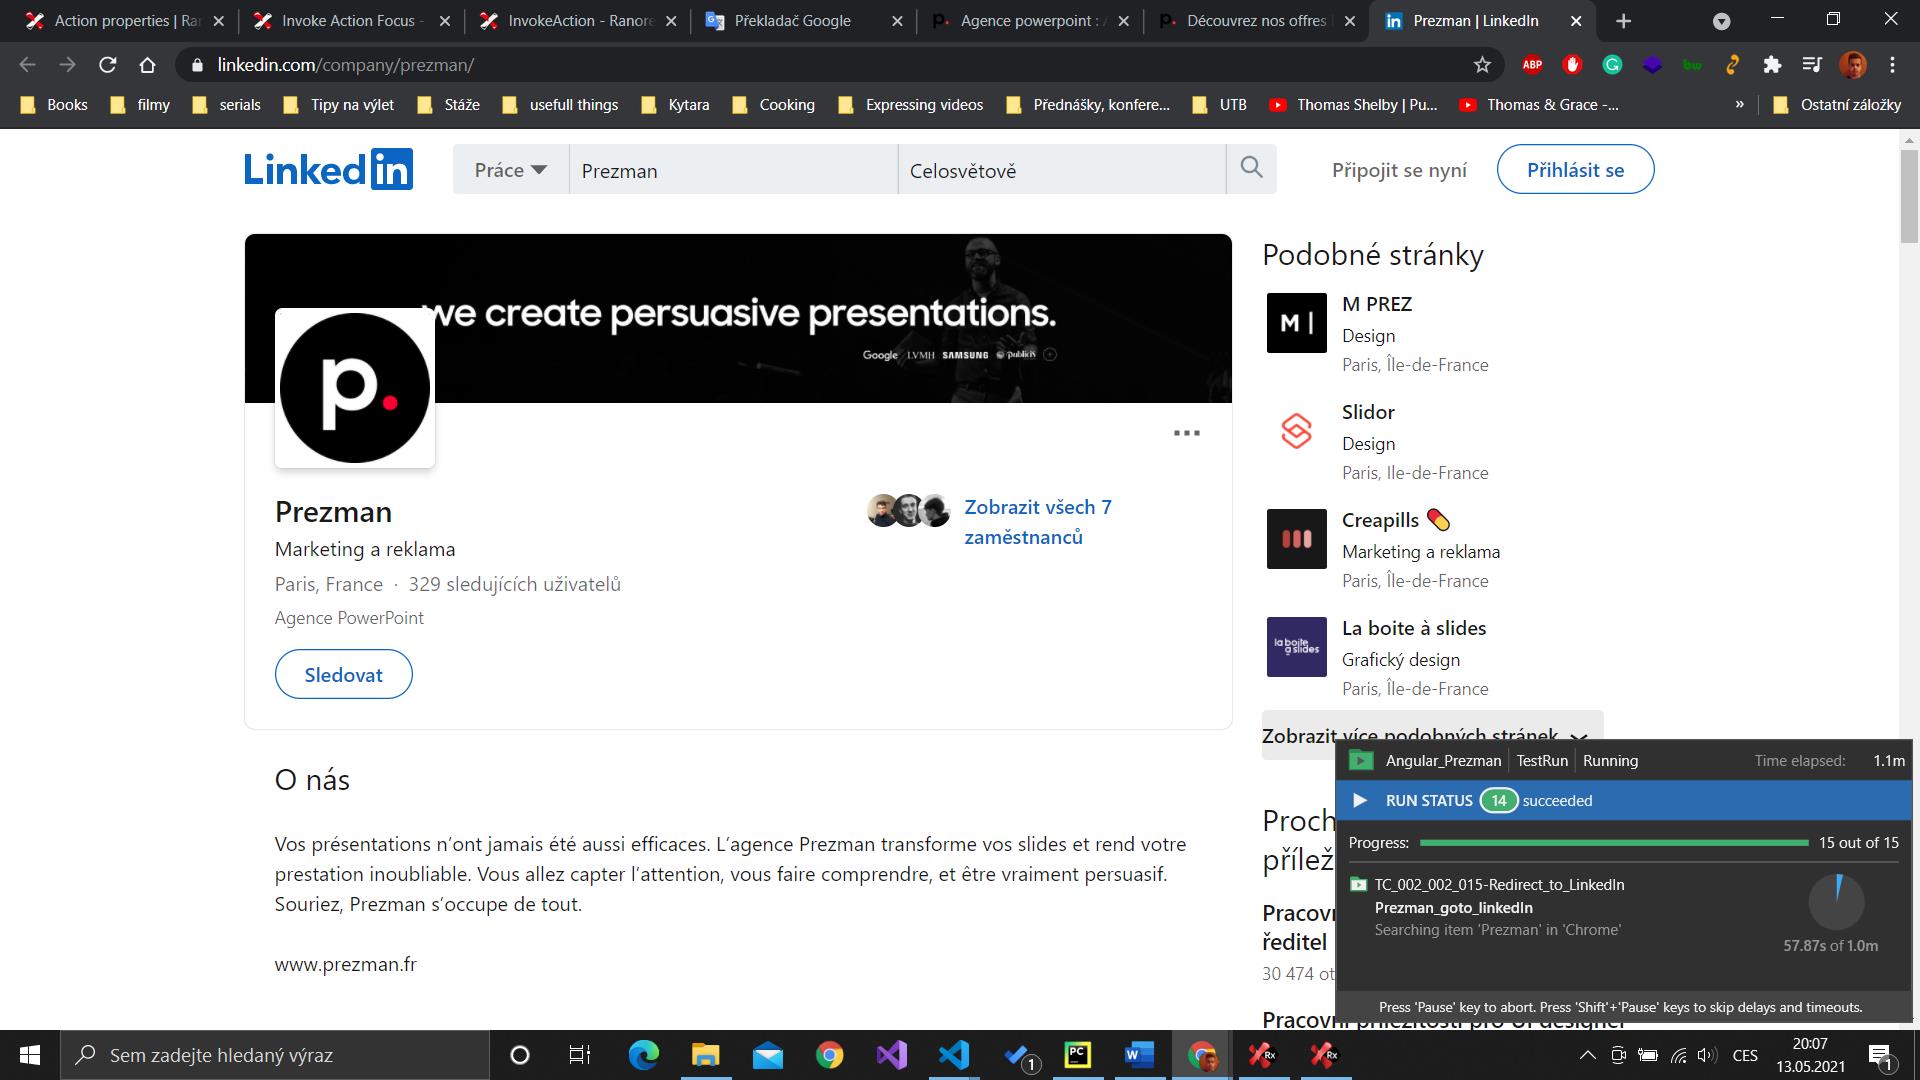 Action properties | Ra
Invoke Action Focus -
InvokeAction - Ranore
Překladač Google
Agence powerpoint : A
Découvrez nos offres
Prezman | LinkedIn
linkedin.com/company/prezman/
ABP
Books
filmy
serials
Tipy na výlet
Stáže
usefull things
Kytara
Cooking
Expressing videos
Přednášky, konfere...
UTB
Thomas Shelby | Pu...
Thomas & Grace -...
Ostatní záložky
Linkedin
Práce
Prezman
Celosvětově
Připojit se nyní
Přihlásit se
we create persuasive presentations.
Google LVMH SAMSUNG publicis
p.
Prezman
Marketing a reklama
Paris, France · 329 sledujících uživatelů
Agence PowerPoint
Zobrazit všech 7
zaměstnanců
Sledovat
O nás
Vos présentations n’ont jamais été aussi efficaces. L’agence Prezman transforme vos slides et rend votre
prestation inoubliable. Vous allez capter l’attention, vous faire comprendre, et être vraiment persuasif.
Souriez, Prezman s’occupe de tout.
www.prezman.fr
Podobné stránky
M |
M PREZ
Design
Paris, Île-de-France
Slidor
Design
Paris, Ile-de-France
Creapills 💊
Marketing a reklama
Paris, Île-de-France
la boite
à slides
La boite à slides
Grafický design
Paris, Île-de-France
Zobrazit více podobných stránek
Proch
přílež
Pracovn
ředitel
30 474 ot
Pracovní příležitosti pro UI designer
Angular_Prezman | TestRun | Running
Time elapsed: 1.1m
RUN STATUS 14 succeeded
Progress: 15 out of 15
TC_002_002_015-Redirect_to_LinkedIn
Prezman_goto_linkedIn
Searching item 'Prezman' in 'Chrome'
57.87s of 1.0m
Press 'Pause' key to abort. Press 'Shift'+'Pause' keys to skip delays and timeouts.
Sem zadejte hledaný výraz
1
PC
W
Rx
Rx
CES
20:07
13.05.2021
1